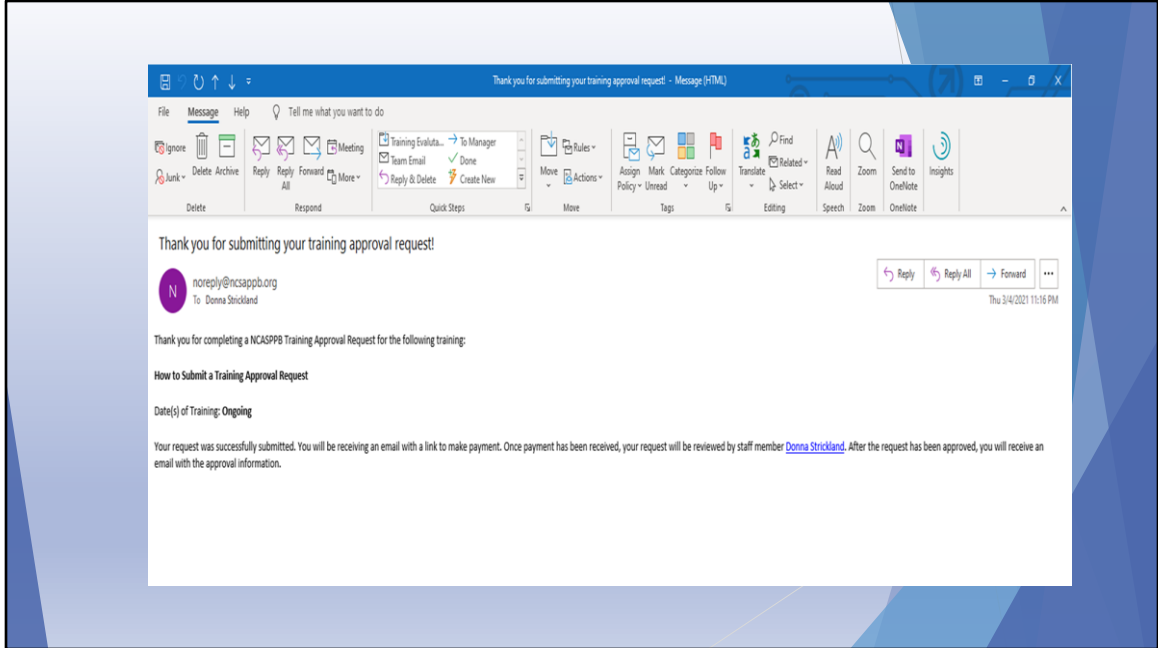 Thank you for submitting your training approval request! - Message (HTML)
File Message Help Tell me what you want to do
Ignore
Junk
Delete
Archive
Delete
Reply
Reply All
Forward
Meeting
More
Respond
Training Evaluta...
Team Email
Reply & Delete
To Manager
Done
Create New
Quick Steps
Move
Rules
Actions
Move
Assign Policy
Mark Unread
Categorize
Follow Up
Tags
Translate
Find
Related
Select
Editing
Read Aloud
Speech
Zoom
Zoom
Send to OneNote
OneNote
Insights
Thank you for submitting your training approval request!
N
noreply@ncsappb.org
To Donna Strickland
Reply Reply All Forward ...
Thu 3/4/2021 11:16 PM
Thank you for completing a NCASPPB Training Approval Request for the following training:
How to Submit a Training Approval Request
Date(s) of Training: Ongoing
Your request was successfully submitted. You will be receiving an email with a link to make payment. Once payment has been received, your request will be reviewed by staff member Donna Strickland. After the request has been approved, you will receive an
email with the approval information.